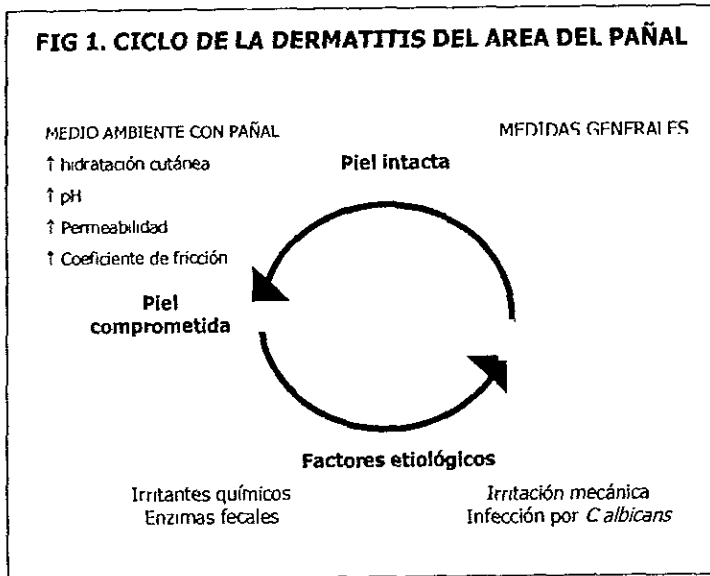 FIG 1. CICLO DE LA DERMATITIS DEL AREA DEL PAÑAL
MEDIO AMBIENTE CON PAÑAL
↑ hidratación cutánea
↑ pH
↑ Permeabilidad
↑ Coeficiente de fricción
MEDIDAS GENERALES
Piel intacta
Piel
comprometida
Factores etiológicos
Irritantes químicos
Enzimas fecales
Irritación mecánica
Infección por C albicans